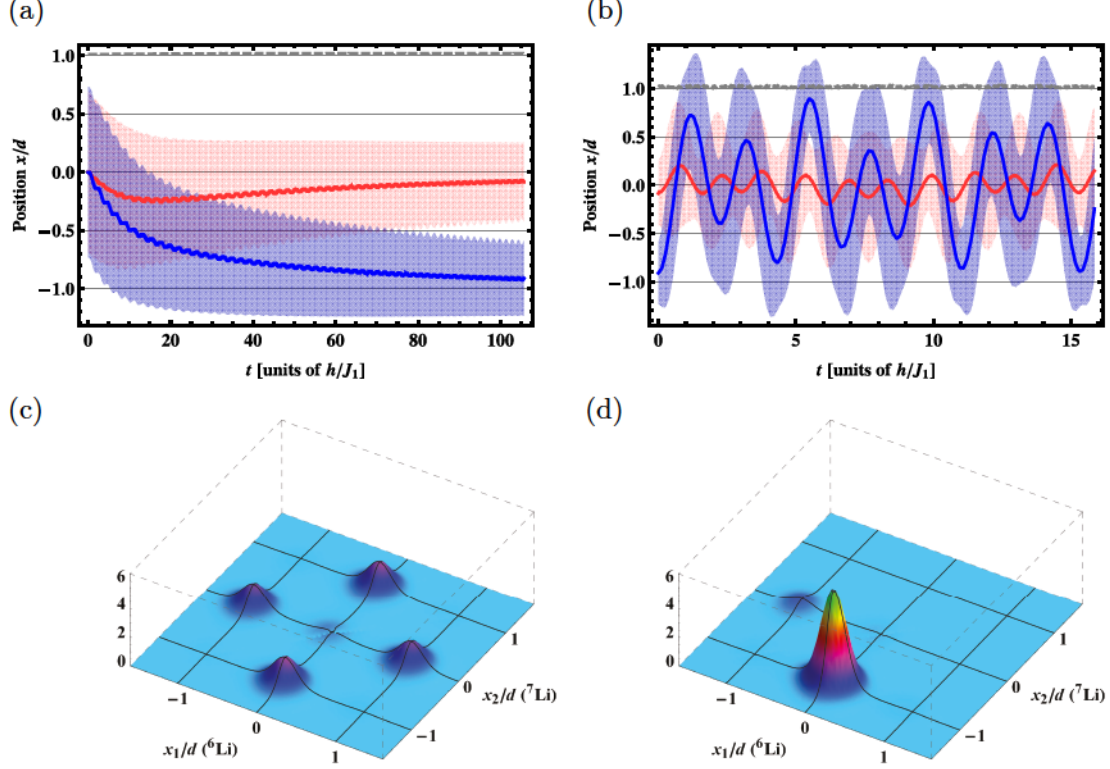 (a)
1.0
0.5
0.0
−0.5
−1.0
Position x/d
0 20 40 60 80 100
t [units of h/J₁]
(b)
1.0
0.5
0.0
−0.5
−1.0
Position x/d
0 5 10 15
t [units of h/J₁]
(c)
6
4
2
0
−1
0
1
x₁/d (⁶Li)
1
0
−1
x₂/d (⁷Li)
(d)
6
4
2
0
−1
0
1
x₁/d (⁶Li)
1
0
−1
x₂/d (⁷Li)